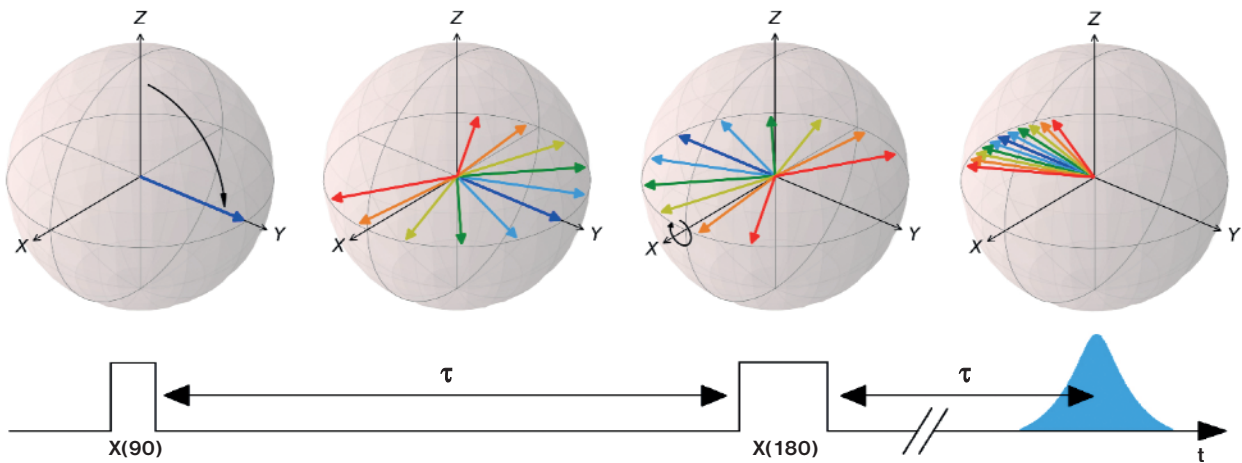 Z Z Z Z
X Y X Y X Y X Y
τ τ
X(90) X(180) t